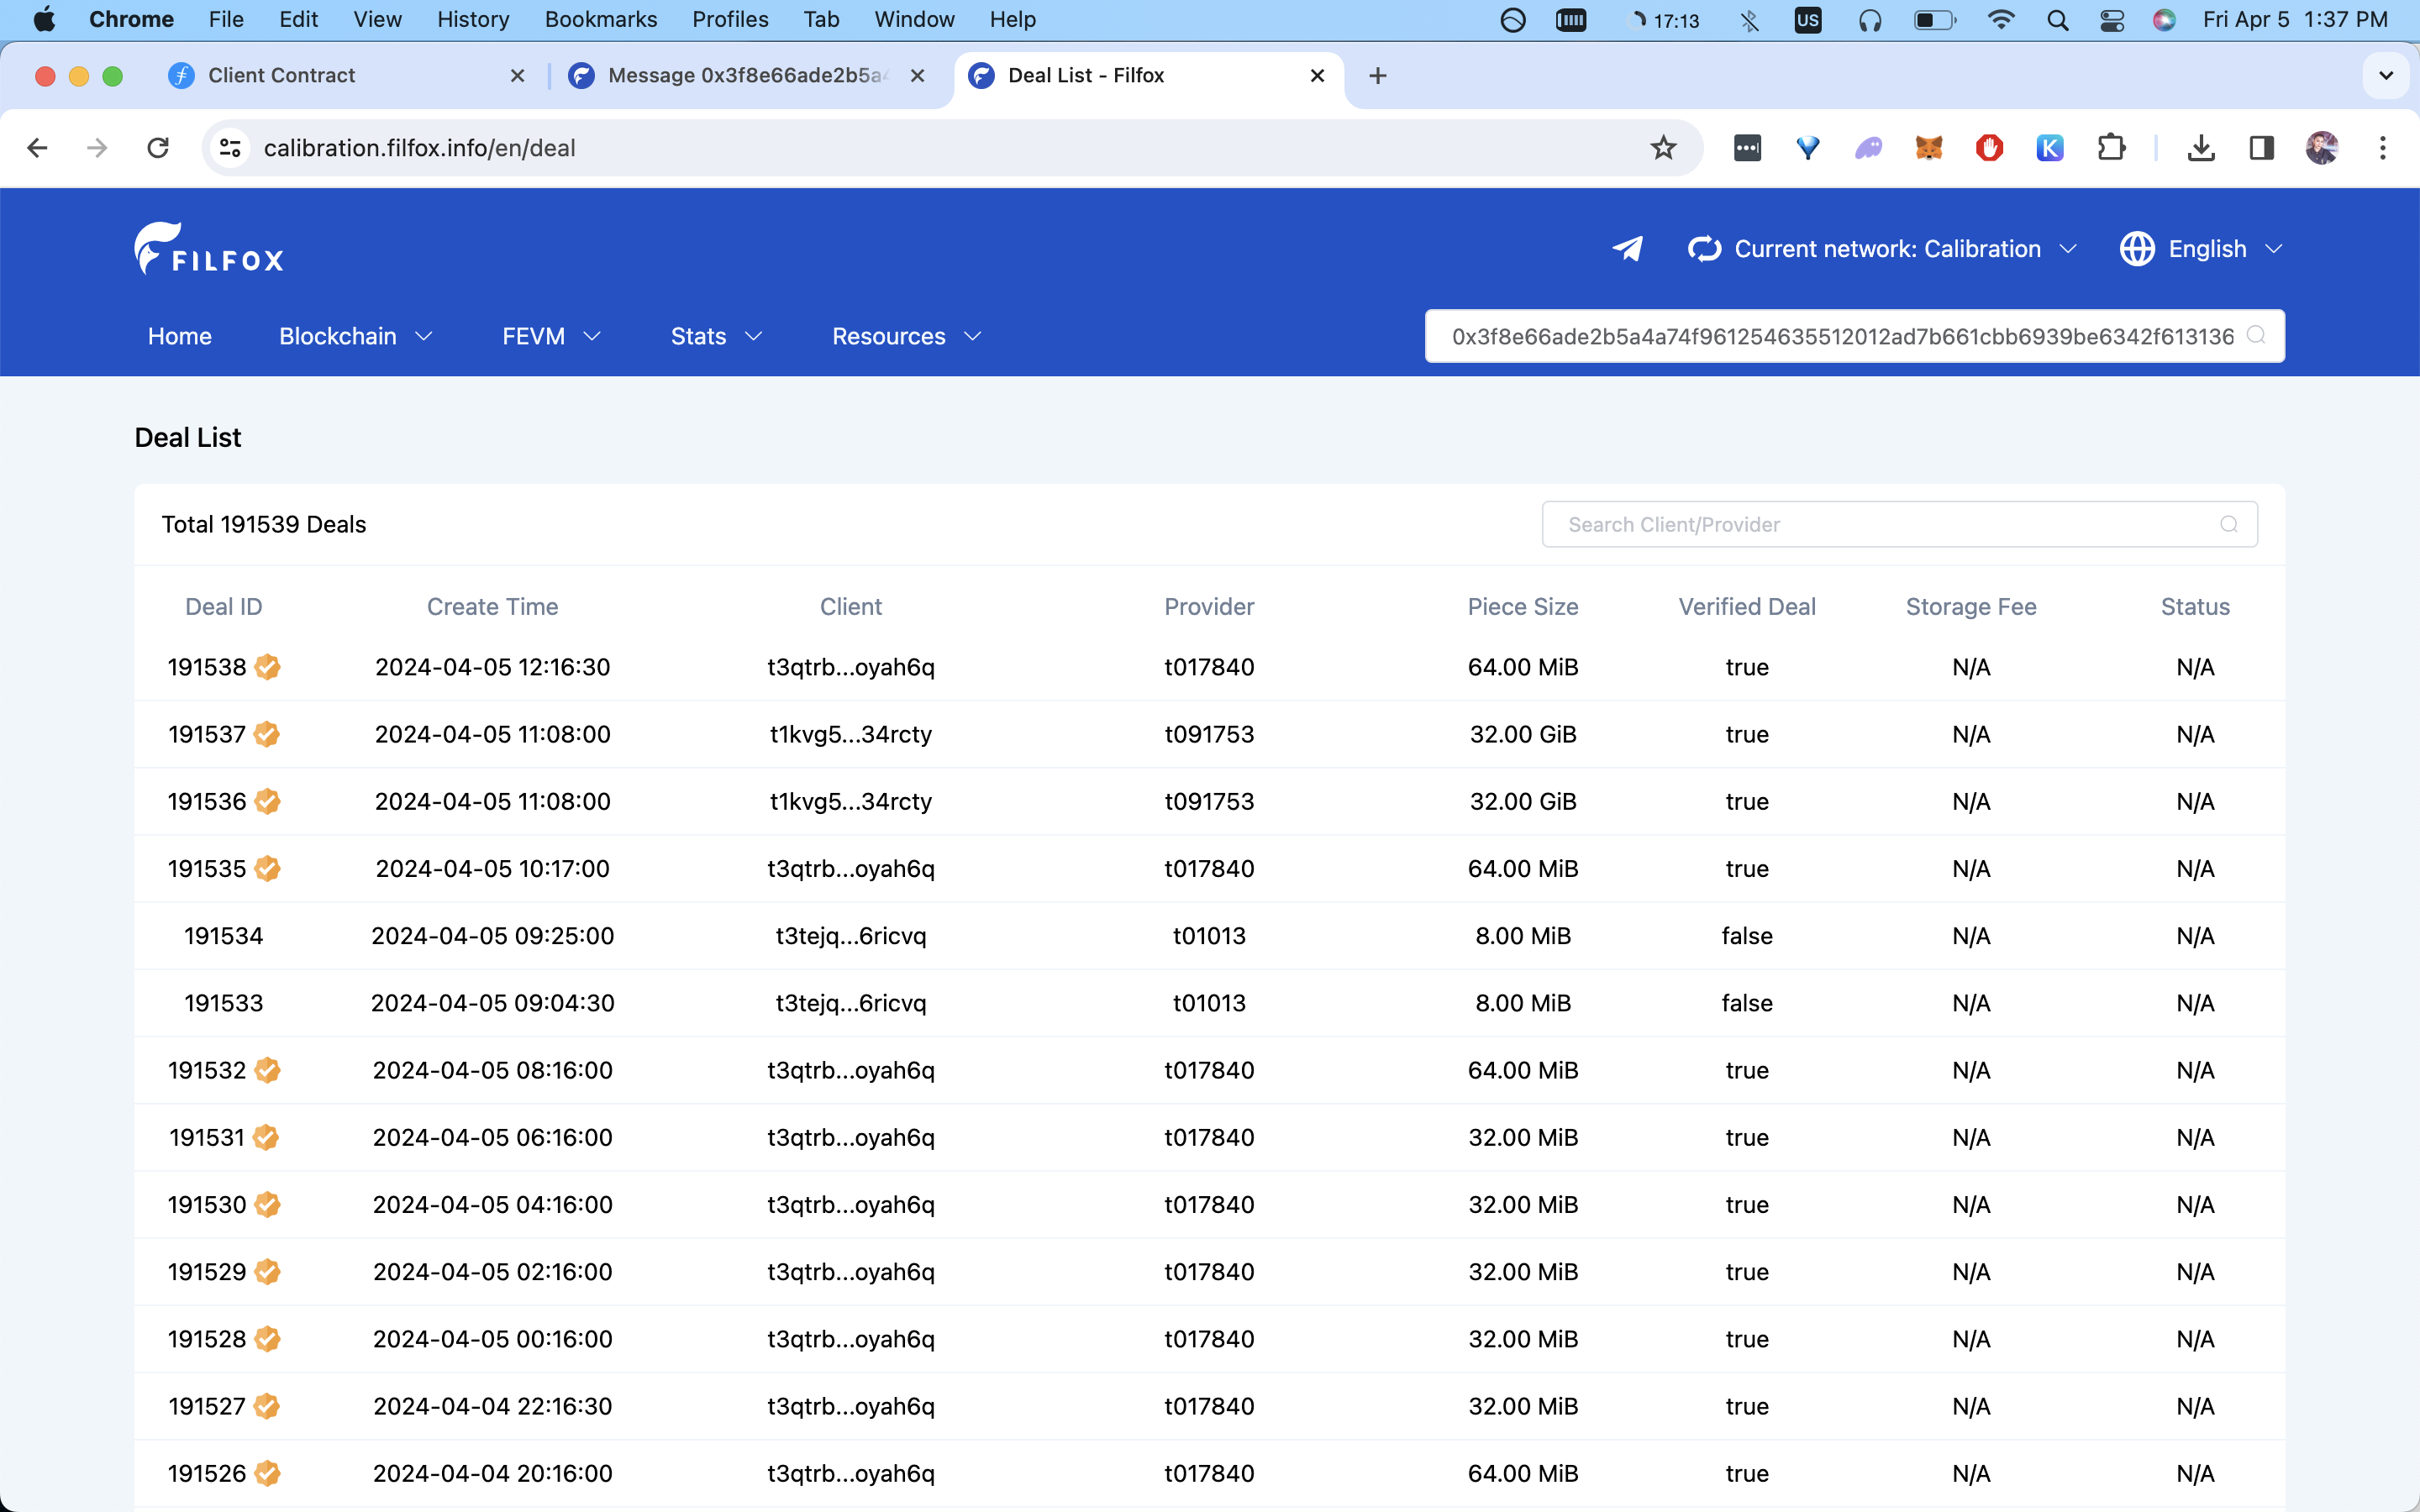 Chrome File Edit View History Bookmarks Profiles Tab Window Help 17:13 US Fri Apr 5 1:37 PM
Client Contract Message 0x3f8e66ade2b5a4 Deal List - Filfox
calibration.filfox.info/en/deal K
FILFOX Current network: Calibration English
Home Blockchain FEVM Stats Resources 0x3f8e66ade2b5a4a74f961254635512012ad7b661cbb6939be6342f613136
Deal List
Total 191539 Deals Search Client/Provider
Deal ID Create Time Client Provider Piece Size Verified Deal Storage Fee Status
191538 2024-04-05 12:16:30 t3qtrb...oyah6q t017840 64.00 MiB true N/A N/A
191537 2024-04-05 11:08:00 t1kvg5...34rcty t091753 32.00 GiB true N/A N/A
191536 2024-04-05 11:08:00 t1kvg5...34rcty t091753 32.00 GiB true N/A N/A
191535 2024-04-05 10:17:00 t3qtrb...oyah6q t017840 64.00 MiB true N/A N/A
191534 2024-04-05 09:25:00 t3tejq...6ricvq t01013 8.00 MiB false N/A N/A
191533 2024-04-05 09:04:30 t3tejq...6ricvq t01013 8.00 MiB false N/A N/A
191532 2024-04-05 08:16:00 t3qtrb...oyah6q t017840 64.00 MiB true N/A N/A
191531 2024-04-05 06:16:00 t3qtrb...oyah6q t017840 32.00 MiB true N/A N/A
191530 2024-04-05 04:16:00 t3qtrb...oyah6q t017840 32.00 MiB true N/A N/A
191529 2024-04-05 02:16:00 t3qtrb...oyah6q t017840 32.00 MiB true N/A N/A
191528 2024-04-05 00:16:00 t3qtrb...oyah6q t017840 32.00 MiB true N/A N/A
191527 2024-04-04 22:16:30 t3qtrb...oyah6q t017840 32.00 MiB true N/A N/A
191526 2024-04-04 20:16:00 t3qtrb...oyah6q t017840 64.00 MiB true N/A N/A